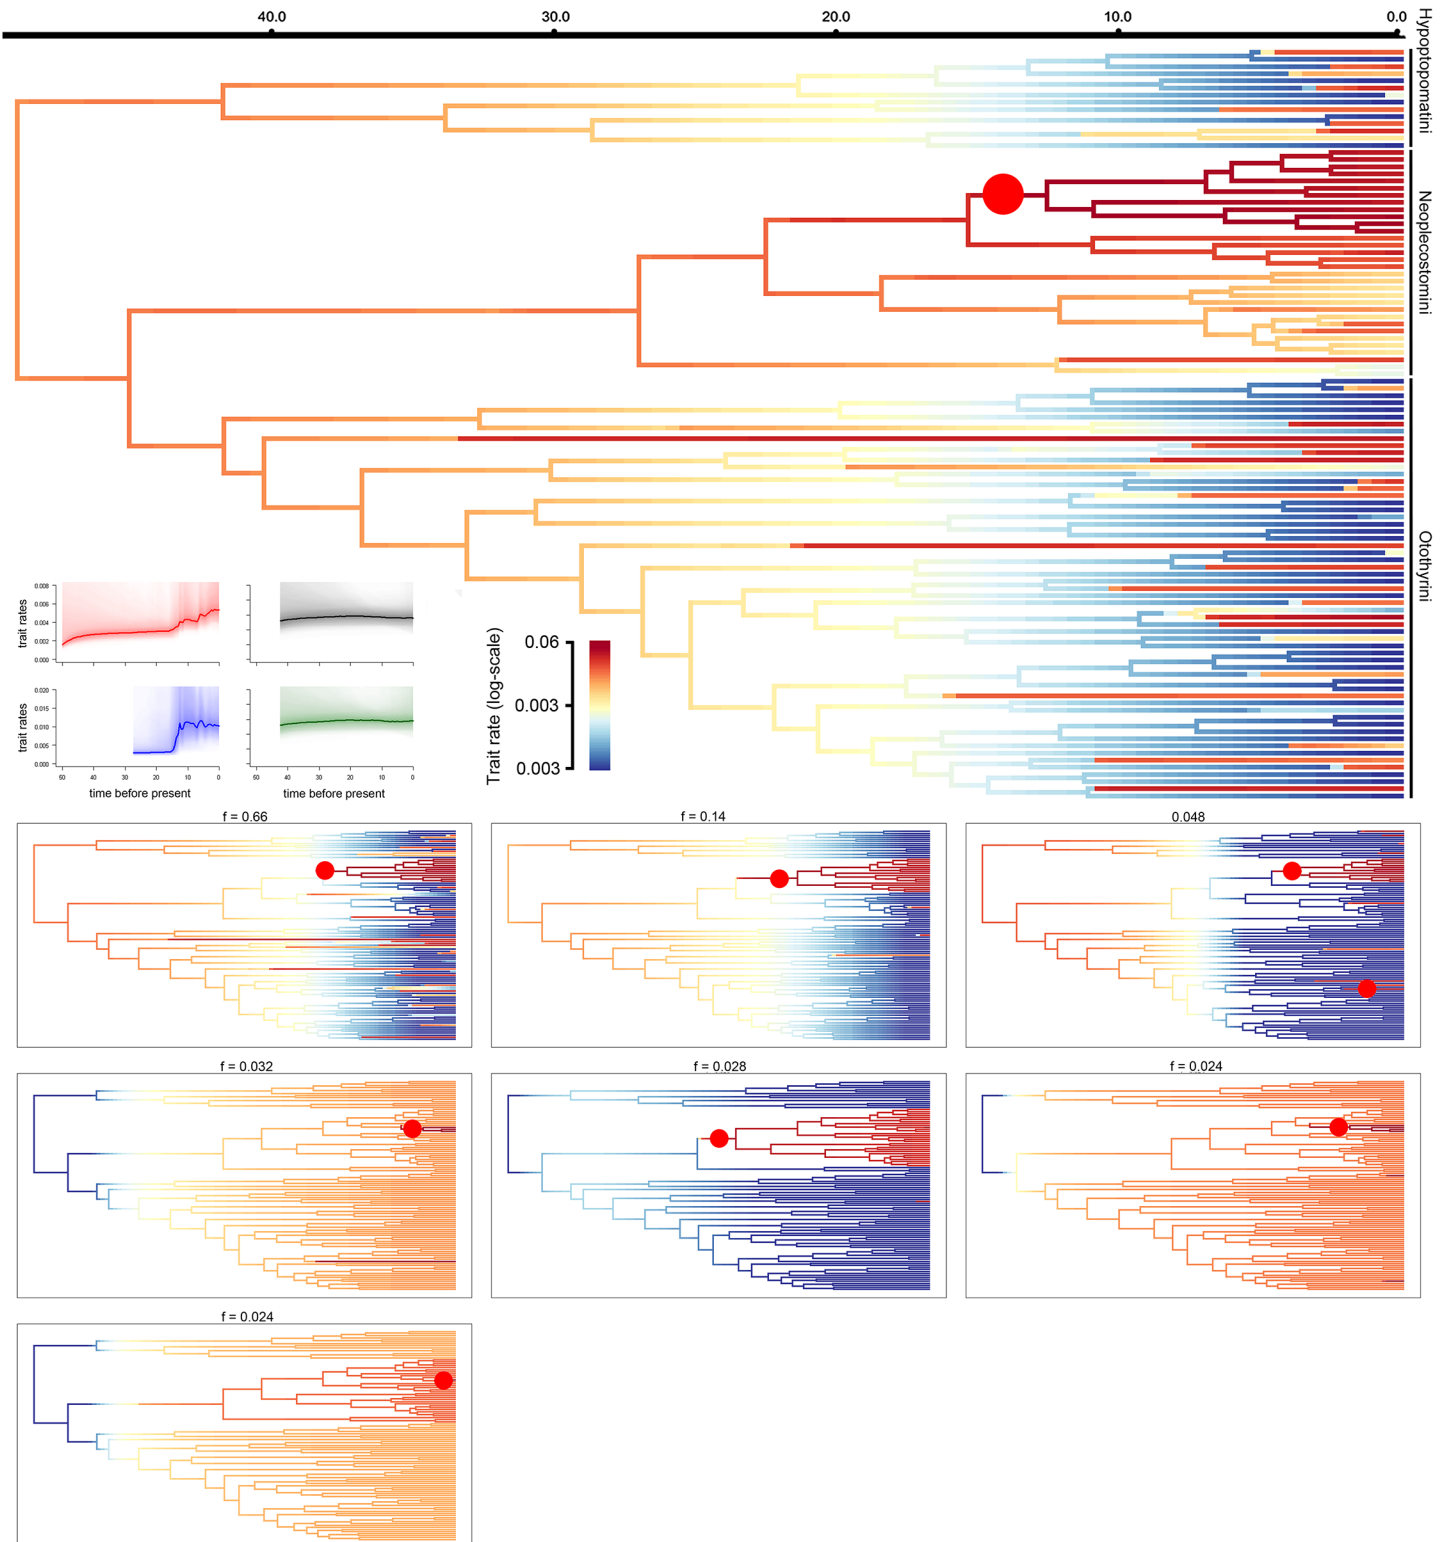 40.0 30.0 20.0 10.0 0.0
Hypoptopomatini
Neoplecostomini
Otothyrini
trait rates
0.008
0.006
0.004
0.002
0.000
trait rates
0.020
0.015
0.010
0.005
0.000
50 40 30 20 10 0
time before present
50 40 30 20 10 0
time before present
Trait rate (log-scale)
0.06
0.003
0.003
f = 0.66
f = 0.14
0.048
f = 0.032
f = 0.028
f = 0.024
f = 0.024